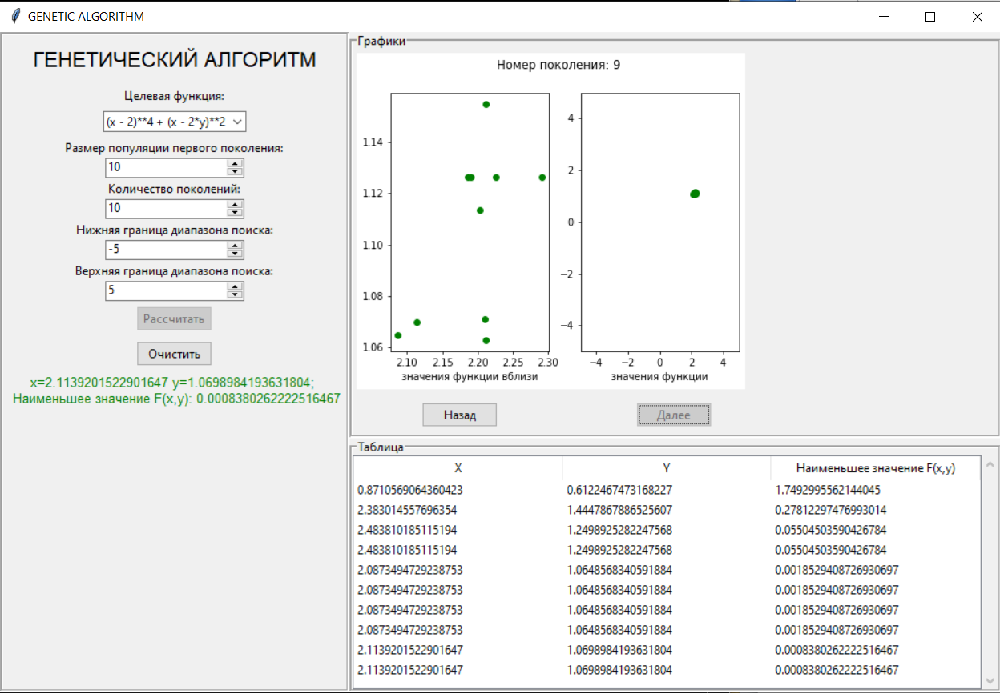 GENETIC ALGORITHM
ГЕНЕТИЧЕСКИЙ АЛГОРИТМ
Целевая функция:
(x - 2)**4 + (x - 2*y)**2
Размер популяции первого поколения:
10
Количество поколений:
10
Нижняя граница диапазона поиска:
-5
Верхняя граница диапазона поиска:
5
Рассчитать
Очистить
x=2.1139201522901647 y=1.0698984193631804;
Наименьшее значение F(x,y): 0.0008380262222516467
Графики
Номер поколения: 9
1.14
1.12
1.10
1.08
1.06
2.10 2.15 2.20 2.25 2.30
значения функции вблизи
4
2
0
−2
−4
−4 −2 0 2 4
значения функции
Назад
Далее
Таблица
X Y Наименьшее значение F(x,y)
0.8710569064360423 0.6122467473168227 1.7492995562144045
2.383014557696354 1.4447867886525607 0.27812297476993014
2.483810185115194 1.2498925282247568 0.05504503590426784
2.483810185115194 1.2498925282247568 0.05504503590426784
2.0873494729238753 1.0648568340591884 0.0018529408726930697
2.0873494729238753 1.0648568340591884 0.0018529408726930697
2.0873494729238753 1.0648568340591884 0.0018529408726930697
2.0873494729238753 1.0648568340591884 0.0018529408726930697
2.1139201522901647 1.0698984193631804 0.0008380262222516467
2.1139201522901647 1.0698984193631804 0.0008380262222516467